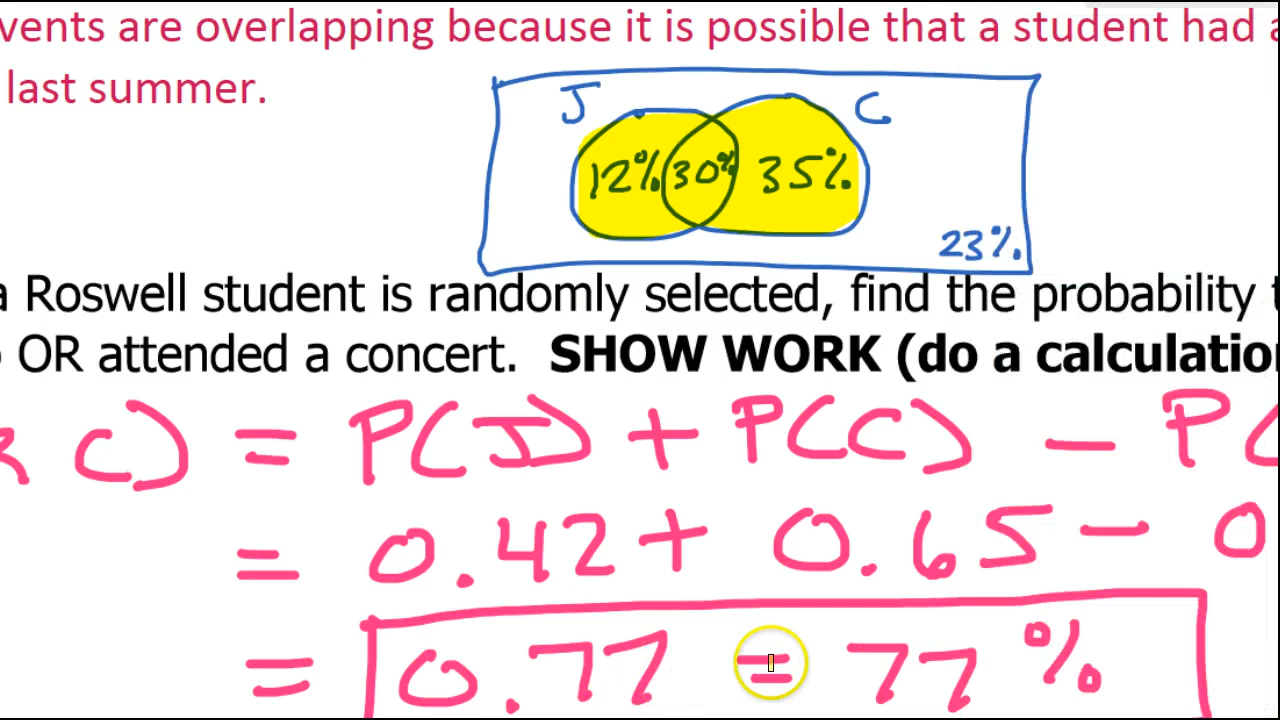 vents are overlapping because it is possible that a student had a
last summer.
J C
12% 30% 35%
23%
a Roswell student is randomly selected, find the probability
OR attended a concert. SHOW WORK (do a calculatio
C) = P(J) + P(C) - P(
= 0.42 + 0.65 - 0
= 0.77 = 77%